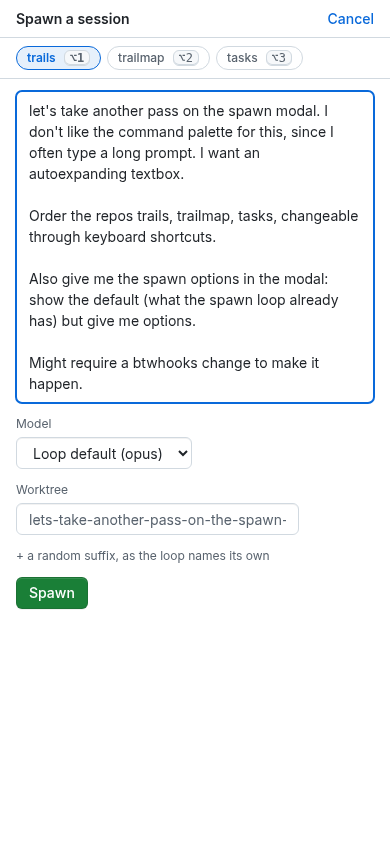 Spawn a session
Cancel
trails ⌥1
trailmap ⌥2
tasks ⌥3
let's take another pass on the spawn modal. I
don't like the command palette for this, since I
often type a long prompt. I want an
autoexpanding textbox.
Order the repos trails, trailmap, tasks, changeable
through keyboard shortcuts.
Also give me the spawn options in the modal:
show the default (what the spawn loop already
has) but give me options.
Might require a btwhooks change to make it
happen.
Model
Loop default (opus)
Worktree
lets-take-another-pass-on-the-spawn-
+ a random suffix, as the loop names its own
Spawn